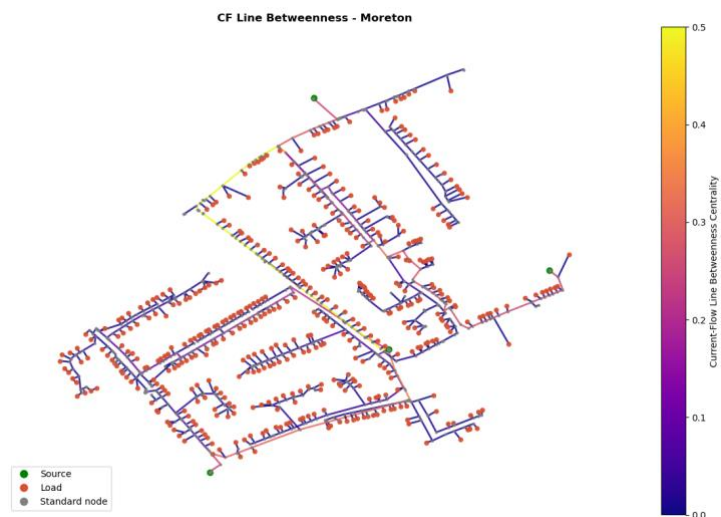 CF Line Betweenness - Moreton
0.5
0.4
0.3
0.2
0.1
0.0
Current-Flow Line Betweenness Centrality
Source
Load
Standard node